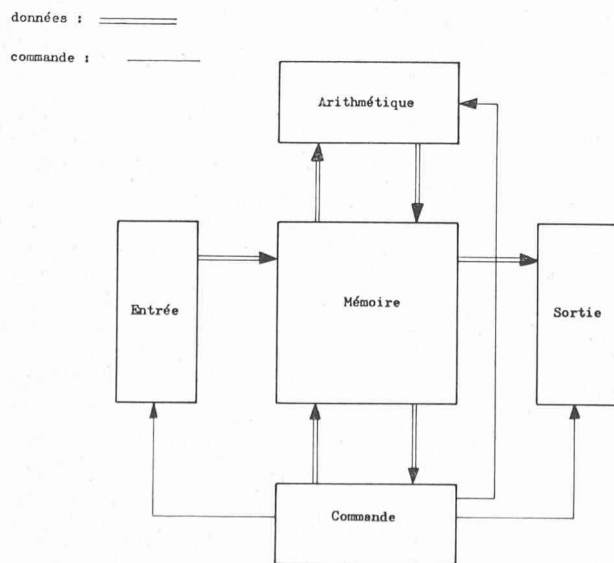 données :
commande :
Arithmétique
Entrée
Mémoire
Sortie
Commande